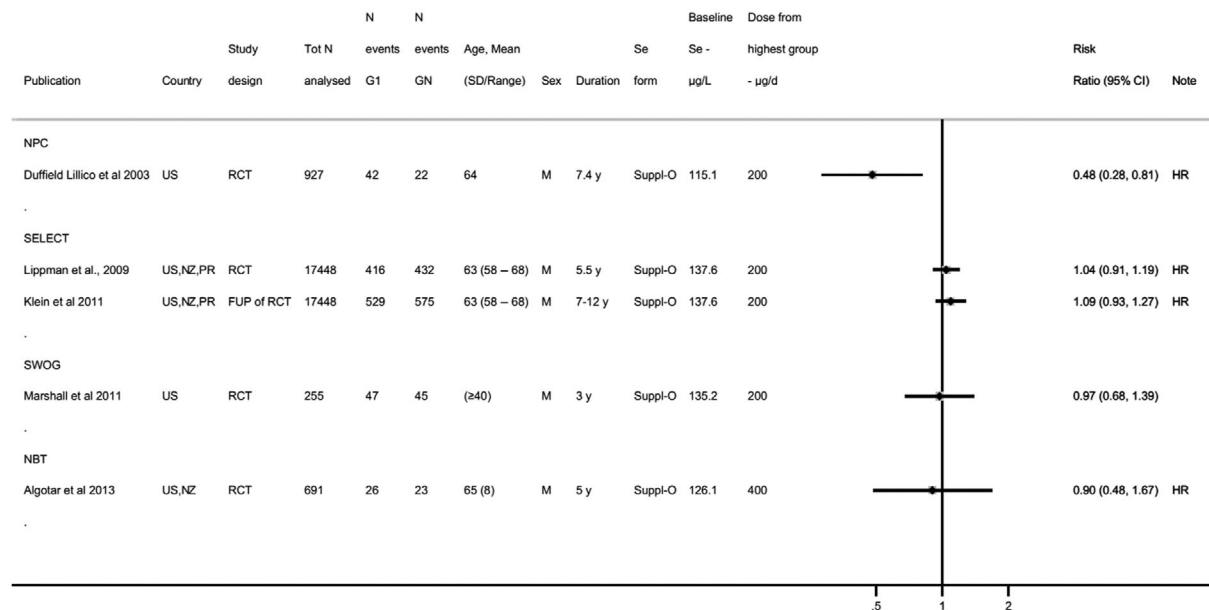 N N Baseline Dose from
Study Tot N events events Age, Mean Se Se - highest group Risk
Publication Country design analysed G1 GN (SD/Range) Sex Duration form µg/L - µg/d Ratio (95% CI) Note
NPC
Duffield Lillico et al 2003 US RCT 927 42 22 64 M 7.4 y Suppl-O 115.1 200 0.48 (0.28, 0.81) HR
.
SELECT
Lippman et al., 2009 US,NZ,PR RCT 17448 416 432 63 (58 – 68) M 5.5 y Suppl-O 137.6 200 1.04 (0.91, 1.19) HR
Klein et al 2011 US,NZ,PR FUP of RCT 17448 529 575 63 (58 – 68) M 7-12 y Suppl-O 137.6 200 1.09 (0.93, 1.27) HR
.
SWOG
Marshall et al 2011 US RCT 255 47 45 (≥40) M 3 y Suppl-O 135.2 200 0.97 (0.68, 1.39)
.
NBT
Algotar et al 2013 US,NZ RCT 691 26 23 65 (8) M 5 y Suppl-O 126.1 400 0.90 (0.48, 1.67) HR
.
.5 1 2